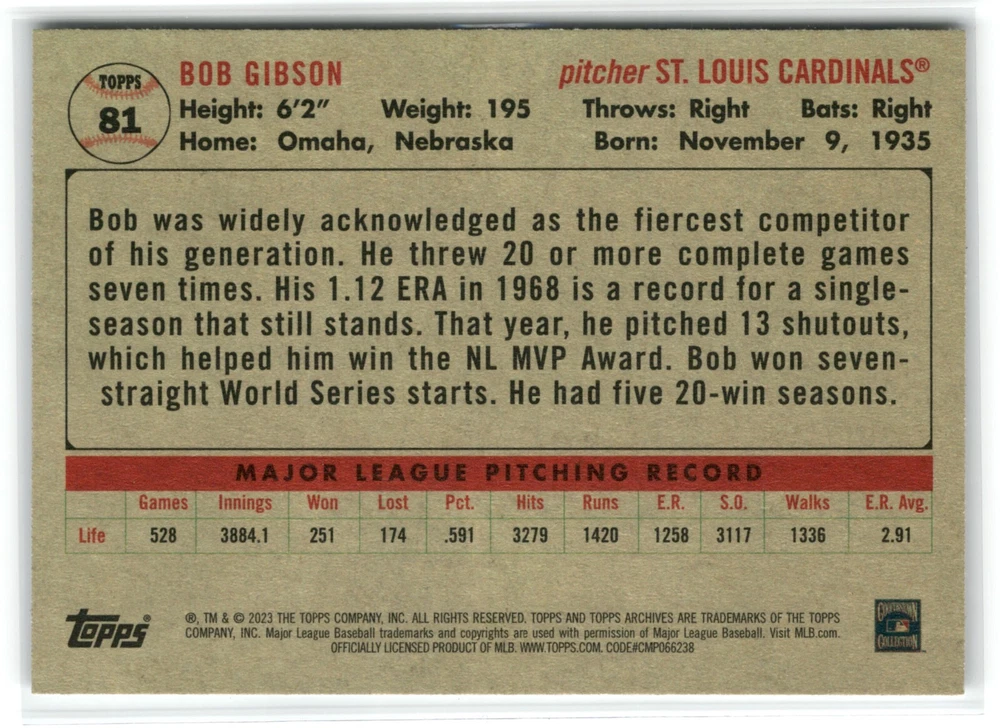 TOPPS
81
BOB GIBSON pitcher ST. LOUIS CARDINALS®
Height: 6'2" Weight: 195 Throws: Right Bats: Right
Home: Omaha, Nebraska Born: November 9, 1935
Bob was widely acknowledged as the fiercest competitor
of his generation. He threw 20 or more complete games
seven times. His 1.12 ERA in 1968 is a record for a single-
season that still stands. That year, he pitched 13 shutouts,
which helped him win the NL MVP Award. Bob won seven-
straight World Series starts. He had five 20-win seasons.
MAJOR LEAGUE PITCHING RECORD
Games Innings Won Lost Pct. Hits Runs E.R. S.O. Walks E.R. Avg.
Life 528 3884.1 251 174 .591 3279 1420 1258 3117 1336 2.91
topps®
®, TM & © 2023 THE TOPPS COMPANY, INC. ALL RIGHTS RESERVED. TOPPS AND TOPPS ARCHIVES ARE TRADEMARKS OF THE TOPPS
COMPANY, INC. Major League Baseball trademarks and copyrights are used with permission of Major League Baseball. Visit MLB.com.
OFFICIALLY LICENSED PRODUCT OF MLB. WWW.TOPPS.COM. CODE#CMP066238
COOPERSTOWN
COLLECTION